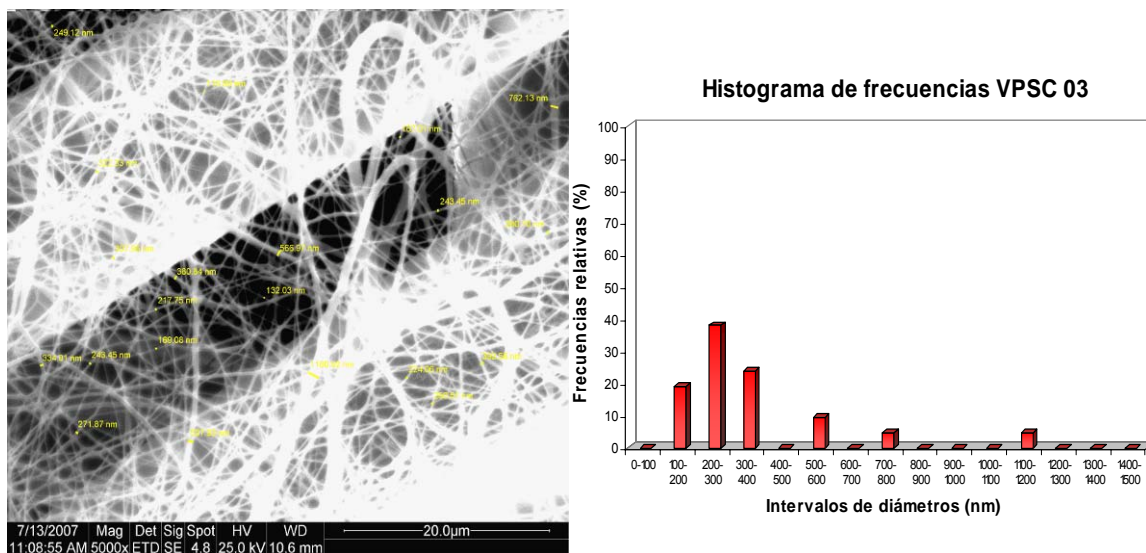 249.12 nm
762.13 nm
243.45 nm
566.91 nm
380.84 nm
132.03 nm
217.75 nm
169.08 nm
334.81 nm
243.45 nm
271.87 nm
7/13/2007 Mag Det Sig Spot HV WD 20.0µm
11:08:55 AM 5000x ETD SE 4.8 25.0 kV 10.6 mm
Histograma de frecuencias VPSC 03
Frecuencias relativas (%)
100
90
80
70
60
50
40
30
20
10
0
0-100 100-200 200-300 300-400 400-500 500-600 600-700 700-800 800-900 900-1000 1000-1100 1100-1200 1200-1300 1300-1400 1400-1500
Intervalos de diámetros (nm)